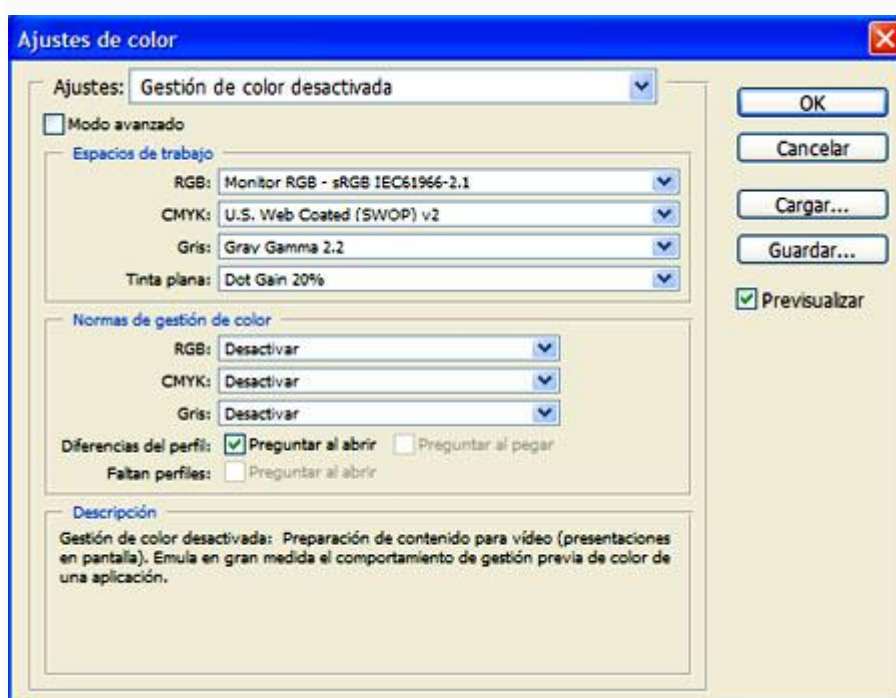 Ajustes de color
Ajustes: Gestión de color desactivada
Modo avanzado
Espacios de trabajo
RGB: Monitor RGB - sRGB IEC61966-2.1
CMYK: U.S. Web Coated (SWOP) v2
Gris: Gray Gamma 2.2
Tinta plana: Dot Gain 20%
Normas de gestión de color
RGB: Desactivar
CMYK: Desactivar
Gris: Desactivar
Diferencias del perfil: Preguntar al abrir Preguntar al pegar
Faltan perfiles: Preguntar al abrir
Descripción
Gestión de color desactivada: Preparación de contenido para vídeo (presentaciones
en pantalla). Emula en gran medida el comportamiento de gestión previa de color de
una aplicación.
OK
Cancelar
Cargar...
Guardar...
Previsualizar